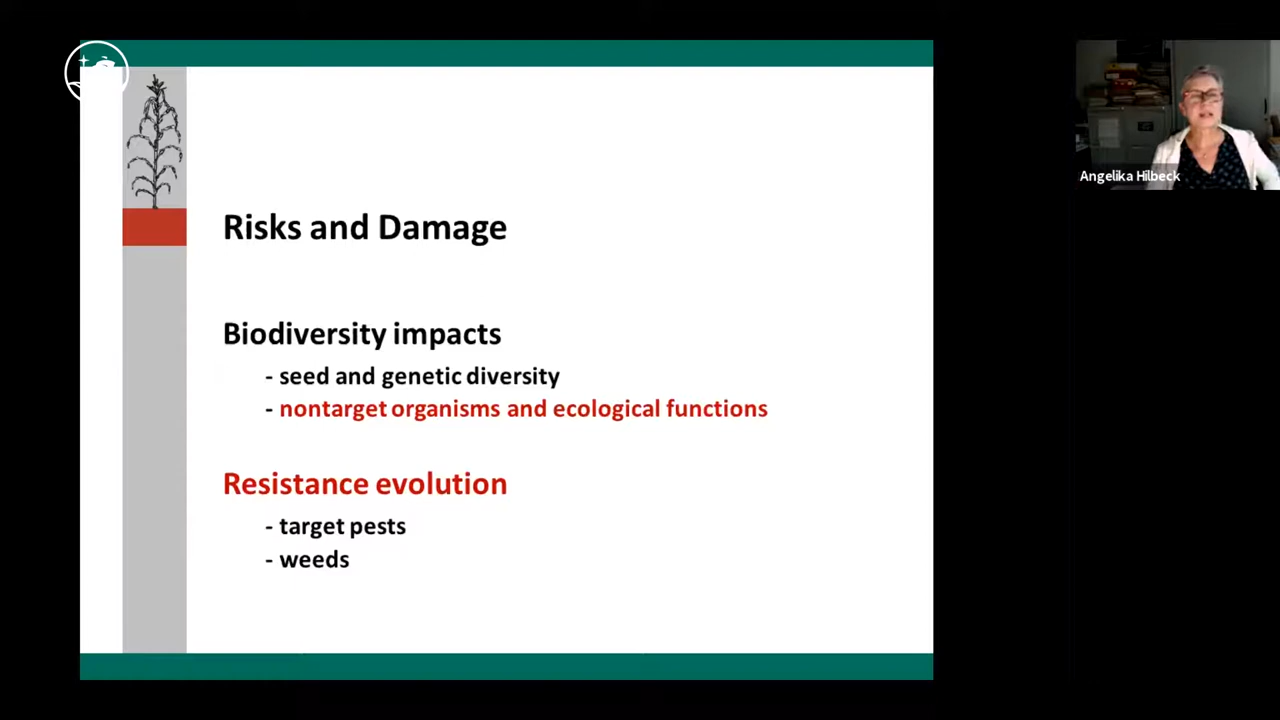 Risks and Damage
Biodiversity impacts
- seed and genetic diversity
- nontarget organisms and ecological functions
Resistance evolution
- target pests
- weeds
Angelika Hilbeck